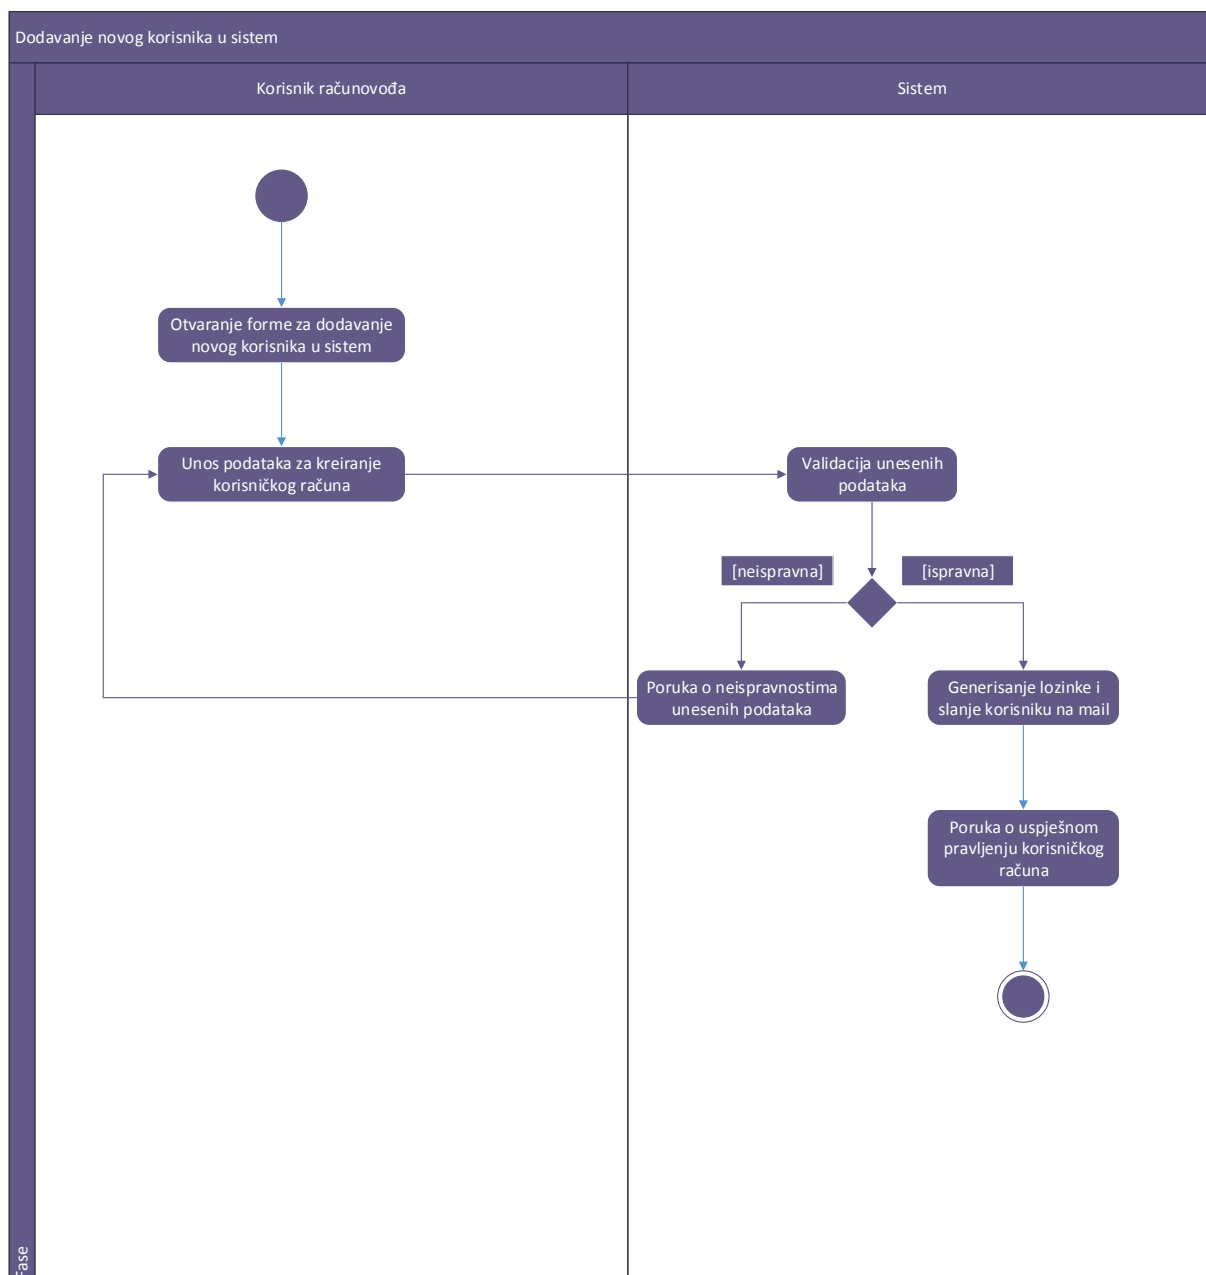 Dodavanje novog korisnika u sistem
Korisnik računovođa
Sistem
Otvaranje forme za dodavanje
novog korisnika u sistem
Unos podataka za kreiranje
korisničkog računa
Validacija unesenih
podataka
[neispravna]
[ispravna]
Poruka o neispravnostima
unesenih podataka
Generisanje lozinke i
slanje korisniku na mail
Poruka o uspješnom
pravljenju korisničkog
računa
Fase